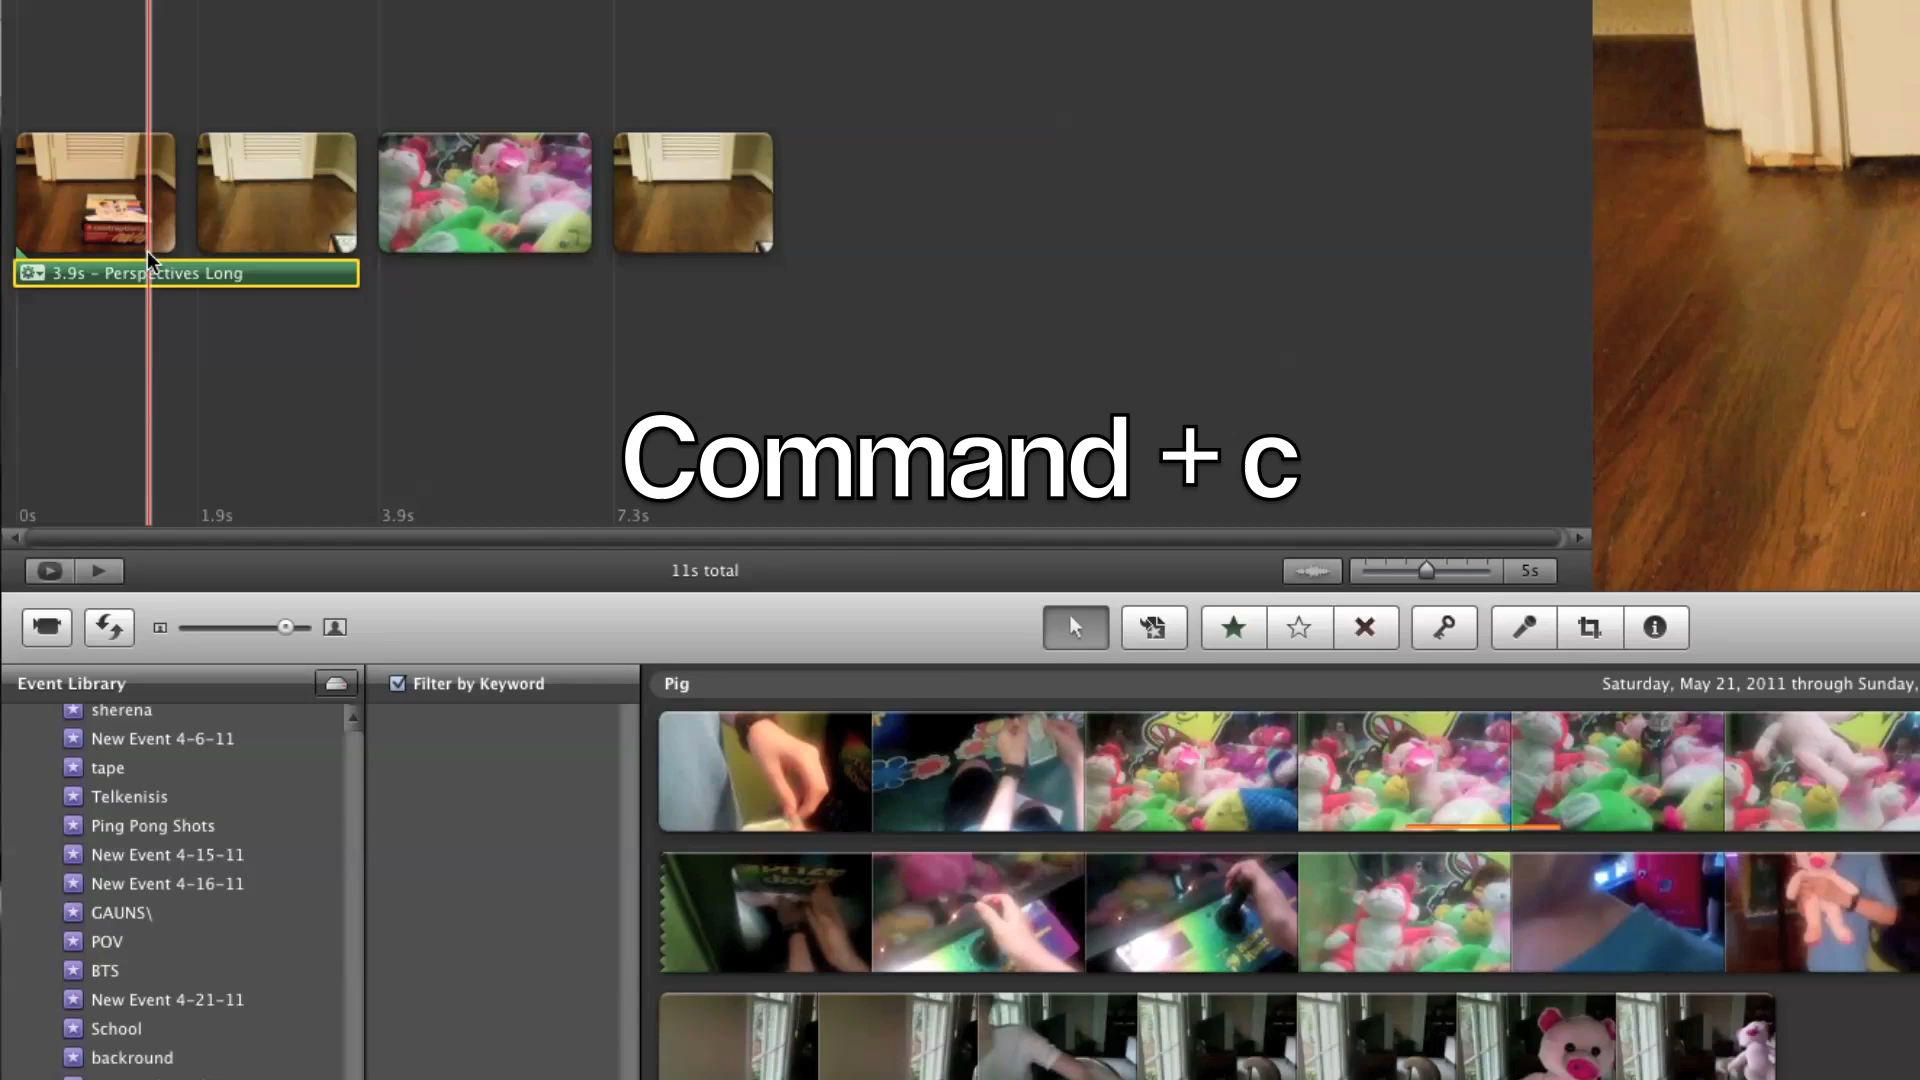 3.9s – Perspectives Long
Command + c
0s
1.9s
3.9s
7.3s
11s total
5s
Event Library
Filter by Keyword
Pig
Saturday, May 21, 2011 through Sunday,
sherena
New Event 4-6-11
tape
Telkenisis
Ping Pong Shots
New Event 4-15-11
New Event 4-16-11
GAUNS\
POV
BTS
New Event 4-21-11
School
backround